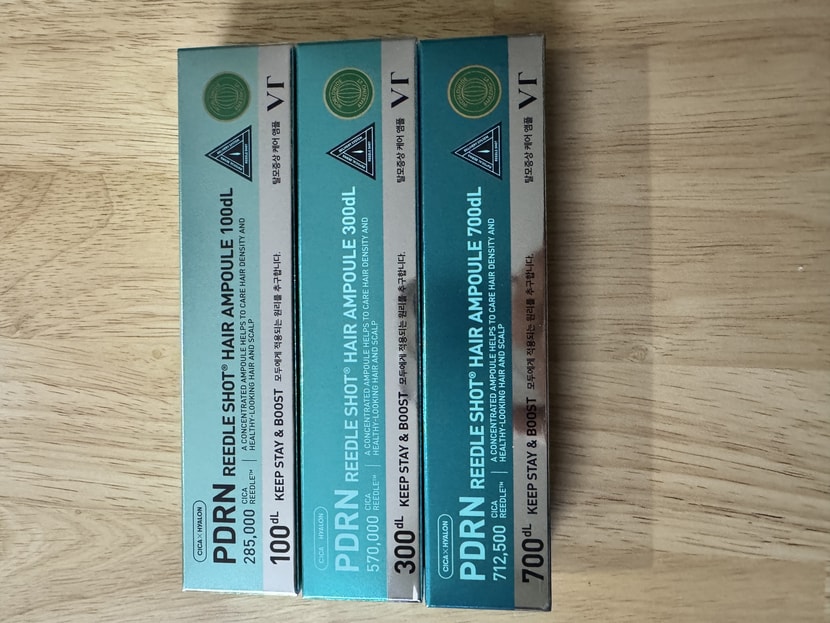 CICA X HYALON
PDRN REEDLE SHOT® HAIR AMPOULE 100dL
285,000 CICA REEDLE™
A CONCENTRATED AMPOULE HELPS TO CARE HAIR DENSITY AND
HEALTHY-LOOKING HAIR AND SCALP
100dL KEEP STAY & BOOST 모두에게 적용되는 원리를 추구합니다.
탈모증상 케어 앰플
VT
CICA X HYALON
PDRN REEDLE SHOT® HAIR AMPOULE 300dL
570,000 CICA REEDLE™
A CONCENTRATED AMPOULE HELPS TO CARE HAIR DENSITY AND
HEALTHY-LOOKING HAIR AND SCALP
300dL KEEP STAY & BOOST 모두에게 적용되는 원리를 추구합니다.
탈모증상 케어 앰플
VT
CICA X HYALON
PDRN REEDLE SHOT® HAIR AMPOULE 700dL
712,500 CICA REEDLE™
A CONCENTRATED AMPOULE HELPS TO CARE HAIR DENSITY AND
HEALTHY-LOOKING HAIR AND SCALP
700dL KEEP STAY & BOOST 모두에게 적용되는 원리를 추구합니다.
탈모증상 케어 앰플
VT